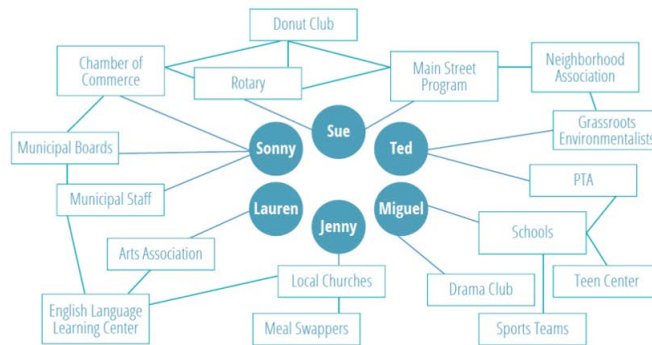 Donut Club
Chamber of
Commerce
Rotary
Main Street
Program
Neighborhood
Association
Grassroots
Environmentalists
Municipal Boards
Sonny
Sue
Ted
PTA
Municipal Staff
Lauren
Jenny
Miguel
Schools
Arts Association
Local Churches
Drama Club
Teen Center
English Language
Learning Center
Meal Swappers
Sports Teams